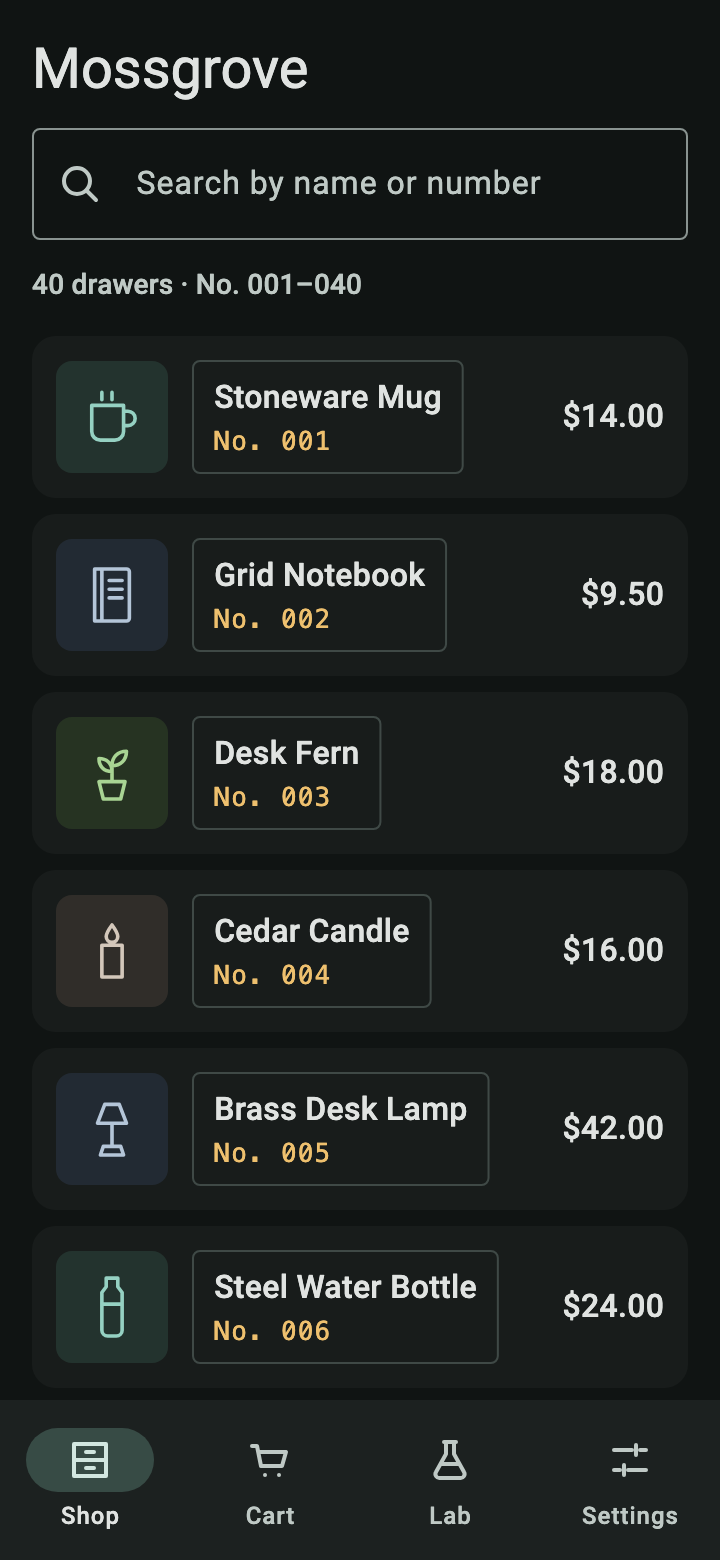 Mossgrove
Search by name or number
40 drawers · No. 001–040
Stoneware Mug
No. 001
$14.00
Grid Notebook
No. 002
$9.50
Desk Fern
No. 003
$18.00
Cedar Candle
No. 004
$16.00
Brass Desk Lamp
No. 005
$42.00
Steel Water Bottle
No. 006
$24.00
Shop
Cart
Lab
Settings